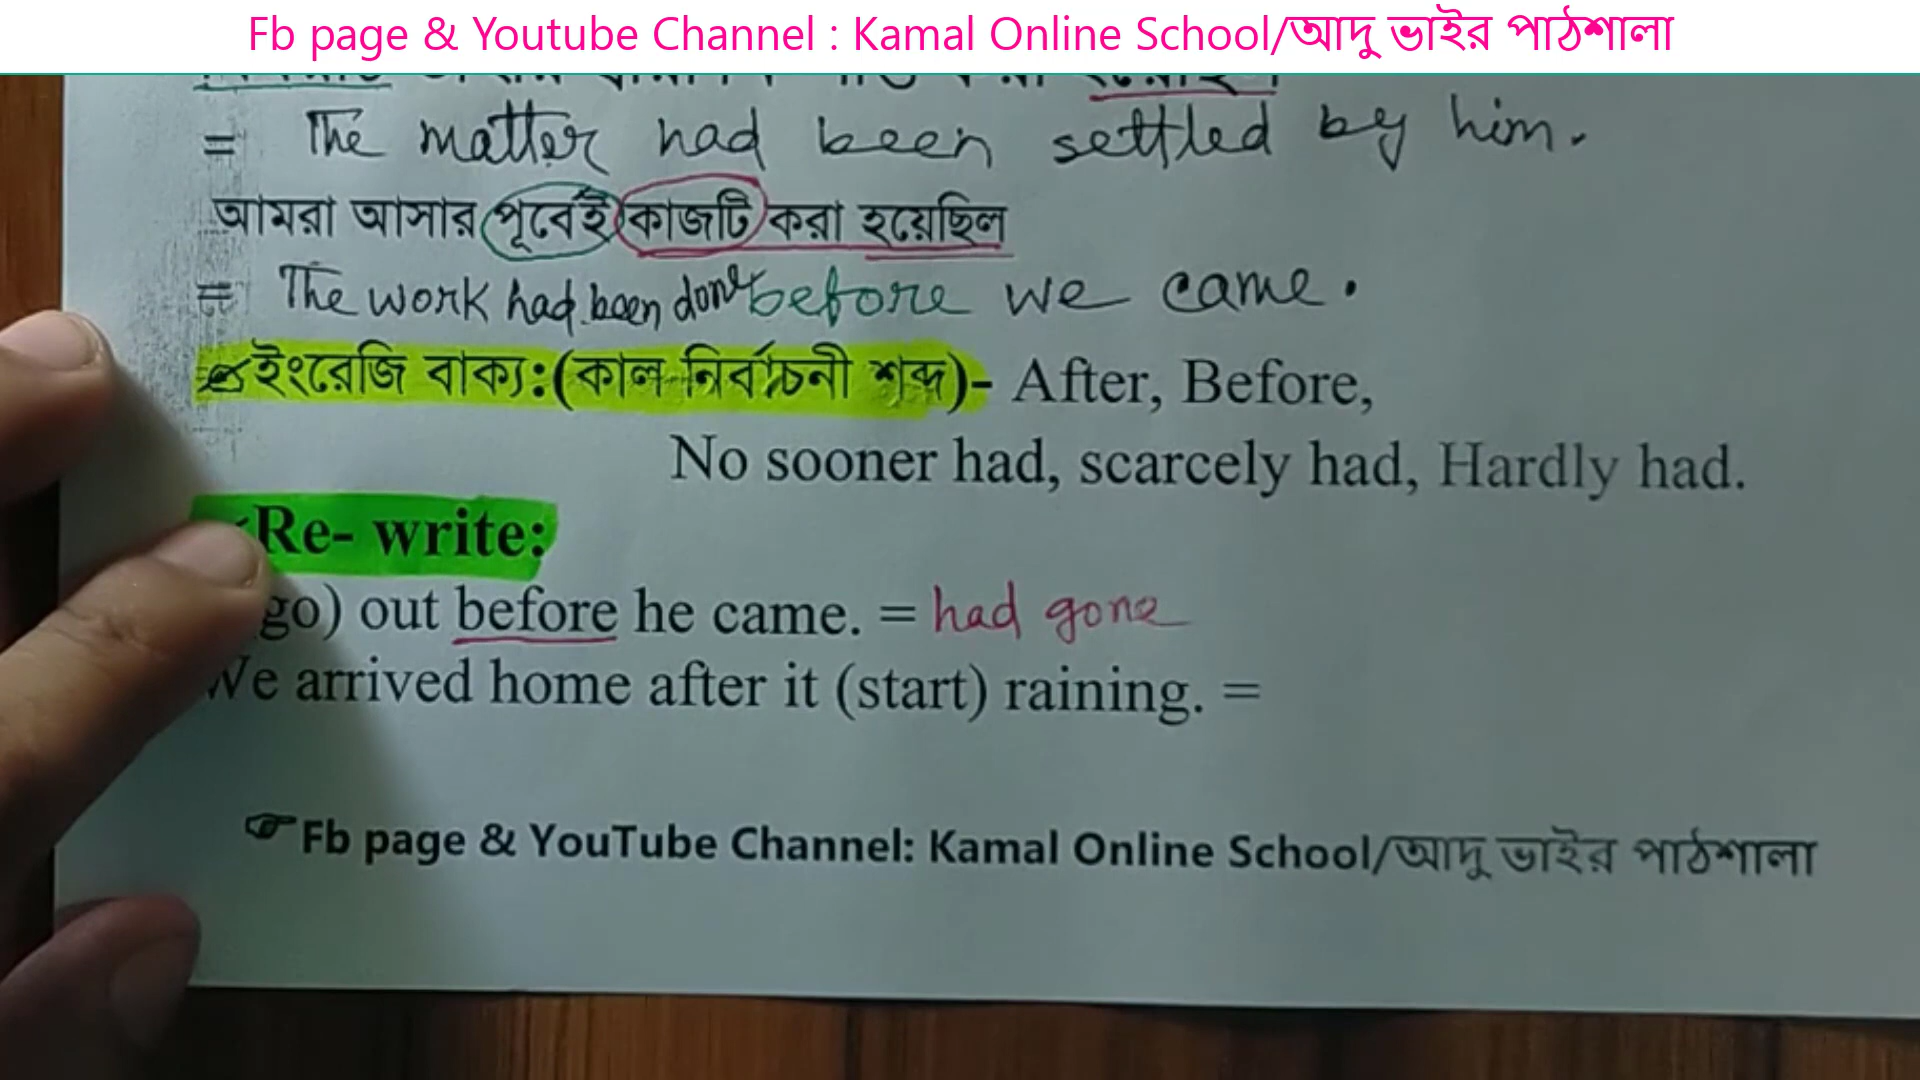 Fb page & Youtube Channel : Kamal Online School/আদু ভাইর পাঠশালা
= The matter had been settled by him.
আমরা আসার পূর্বেই কাজটি করা হয়েছিল
= The work had been done before we came.
ইংরেজি বাক্য:(কাল নির্বাচনী শব্দ)- After, Before,
No sooner had, scarcely had, Hardly had.
Re- write:
go) out before he came. = had gone
We arrived home after it (start) raining. =
Fb page & YouTube Channel: Kamal Online School/আদু ভাইর পাঠশালা